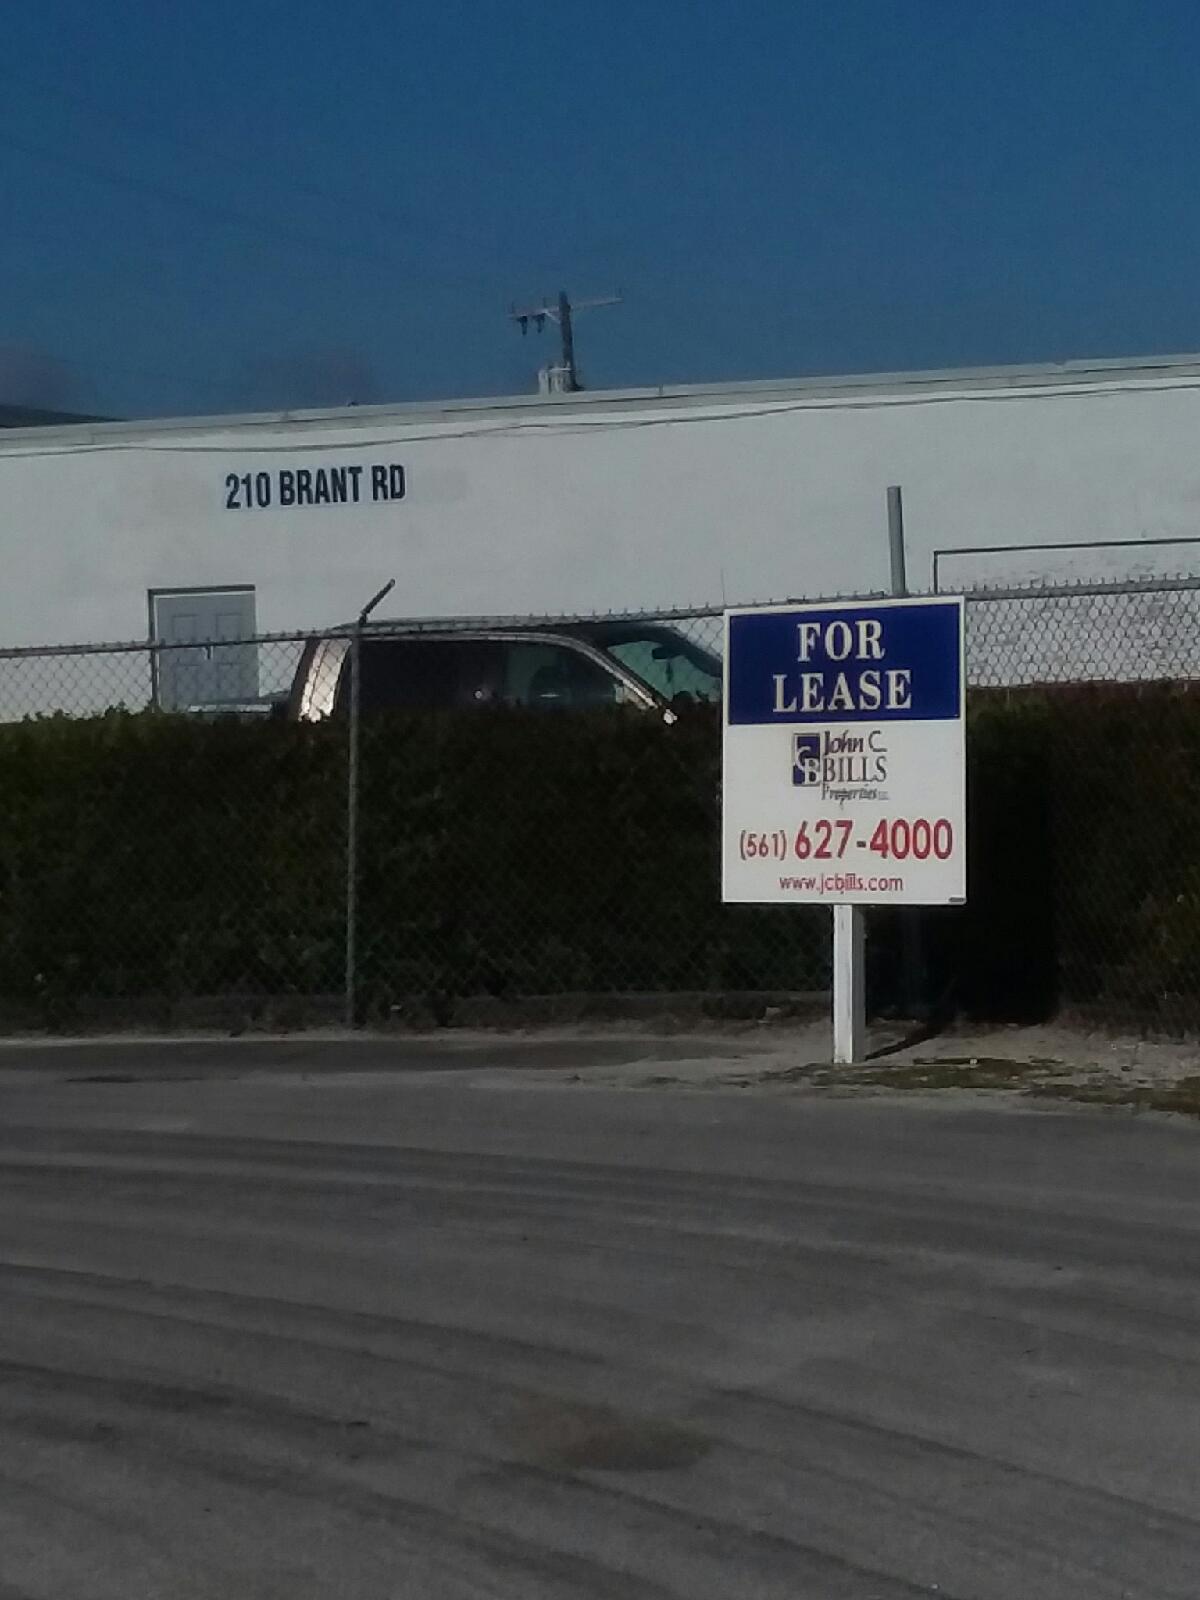 210 BRANT RD
FOR
LEASE
John C.
BILLS
Properties
(561) 627-4000
www.jcbills.com